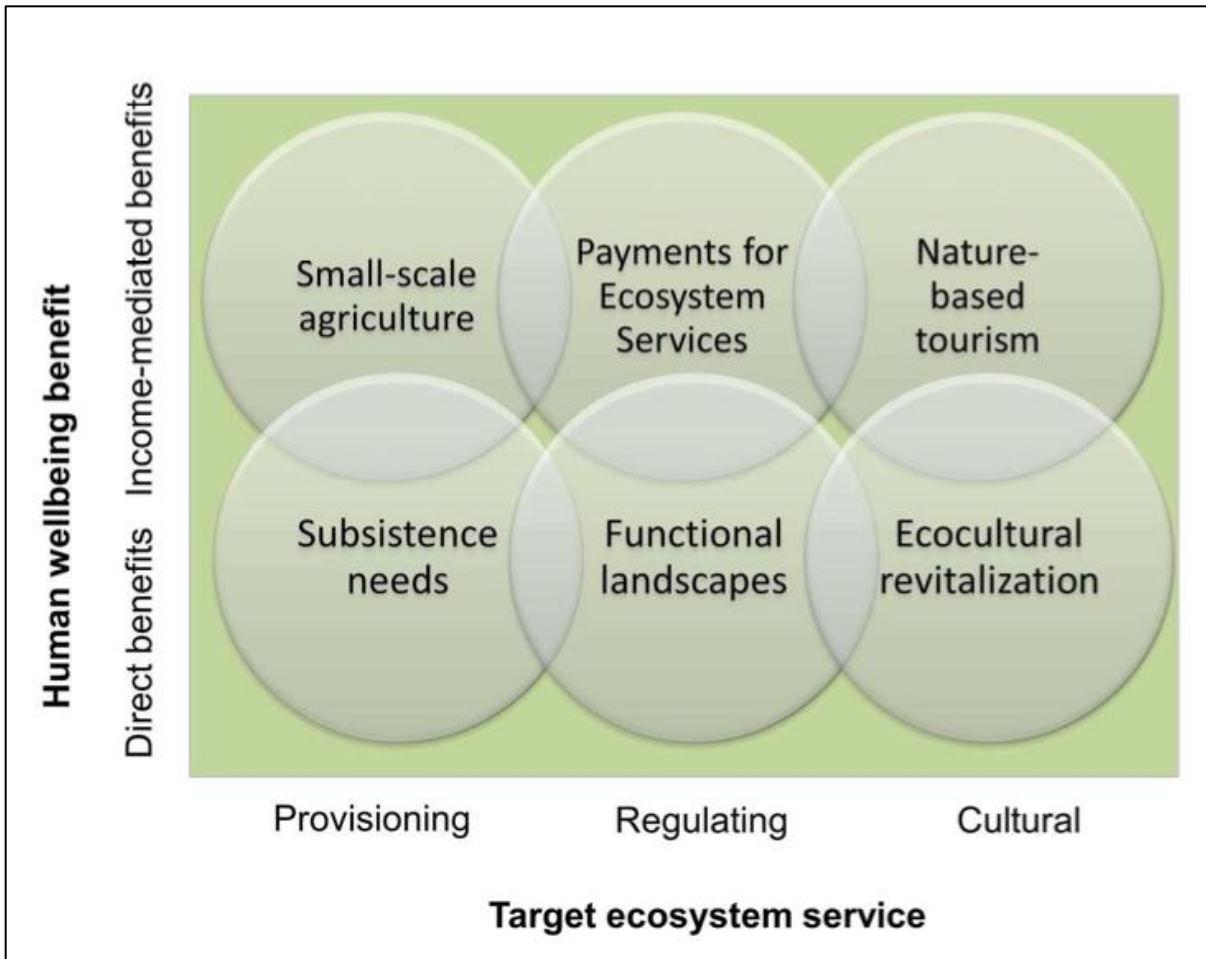 Human wellbeing benefit
Income-mediated benefits
Direct benefits
Small-scale
agriculture
Payments for
Ecosystem
Services
Nature-
based
tourism
Subsistence
needs
Functional
landscapes
Ecocultural
revitalization
Provisioning
Regulating
Cultural
Target ecosystem service